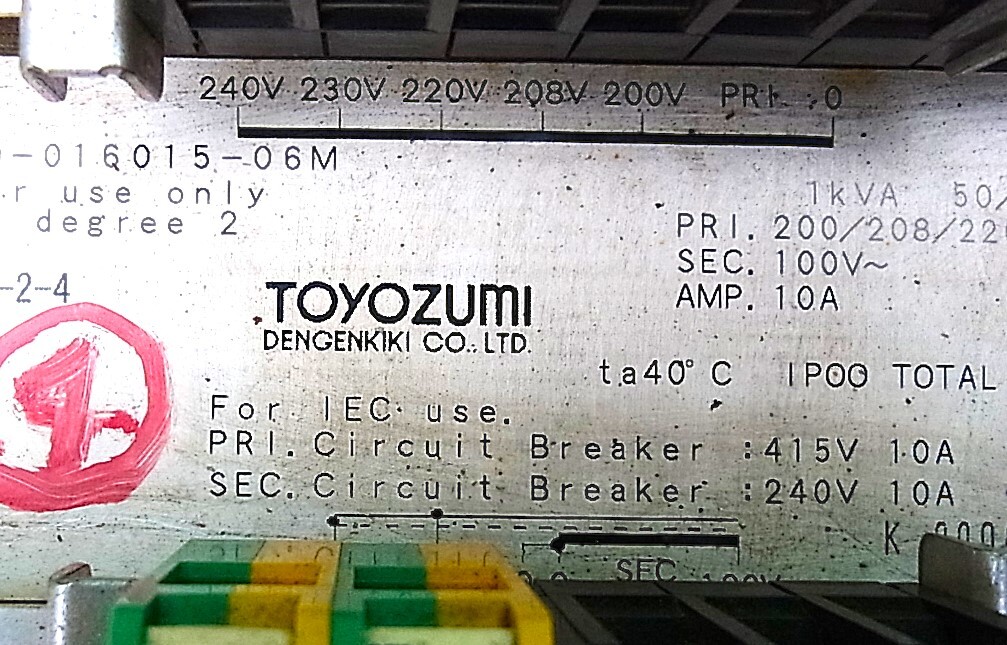 240V 230V 220V 208V 200V PRI. :0
-016015-06M
r use only
degree 2
1kVA 50/
PRI. 200/208/22
SEC. 100V~
AMP. 10A
-2-4
TOYOZUMI
DENGENKIKI CO., LTD.
1
ta40°C IP00 TOTAL
For IEC use.
PRI. Circuit Breaker :415V 10A
SEC. Circuit Breaker :240V 10A
K
SEC